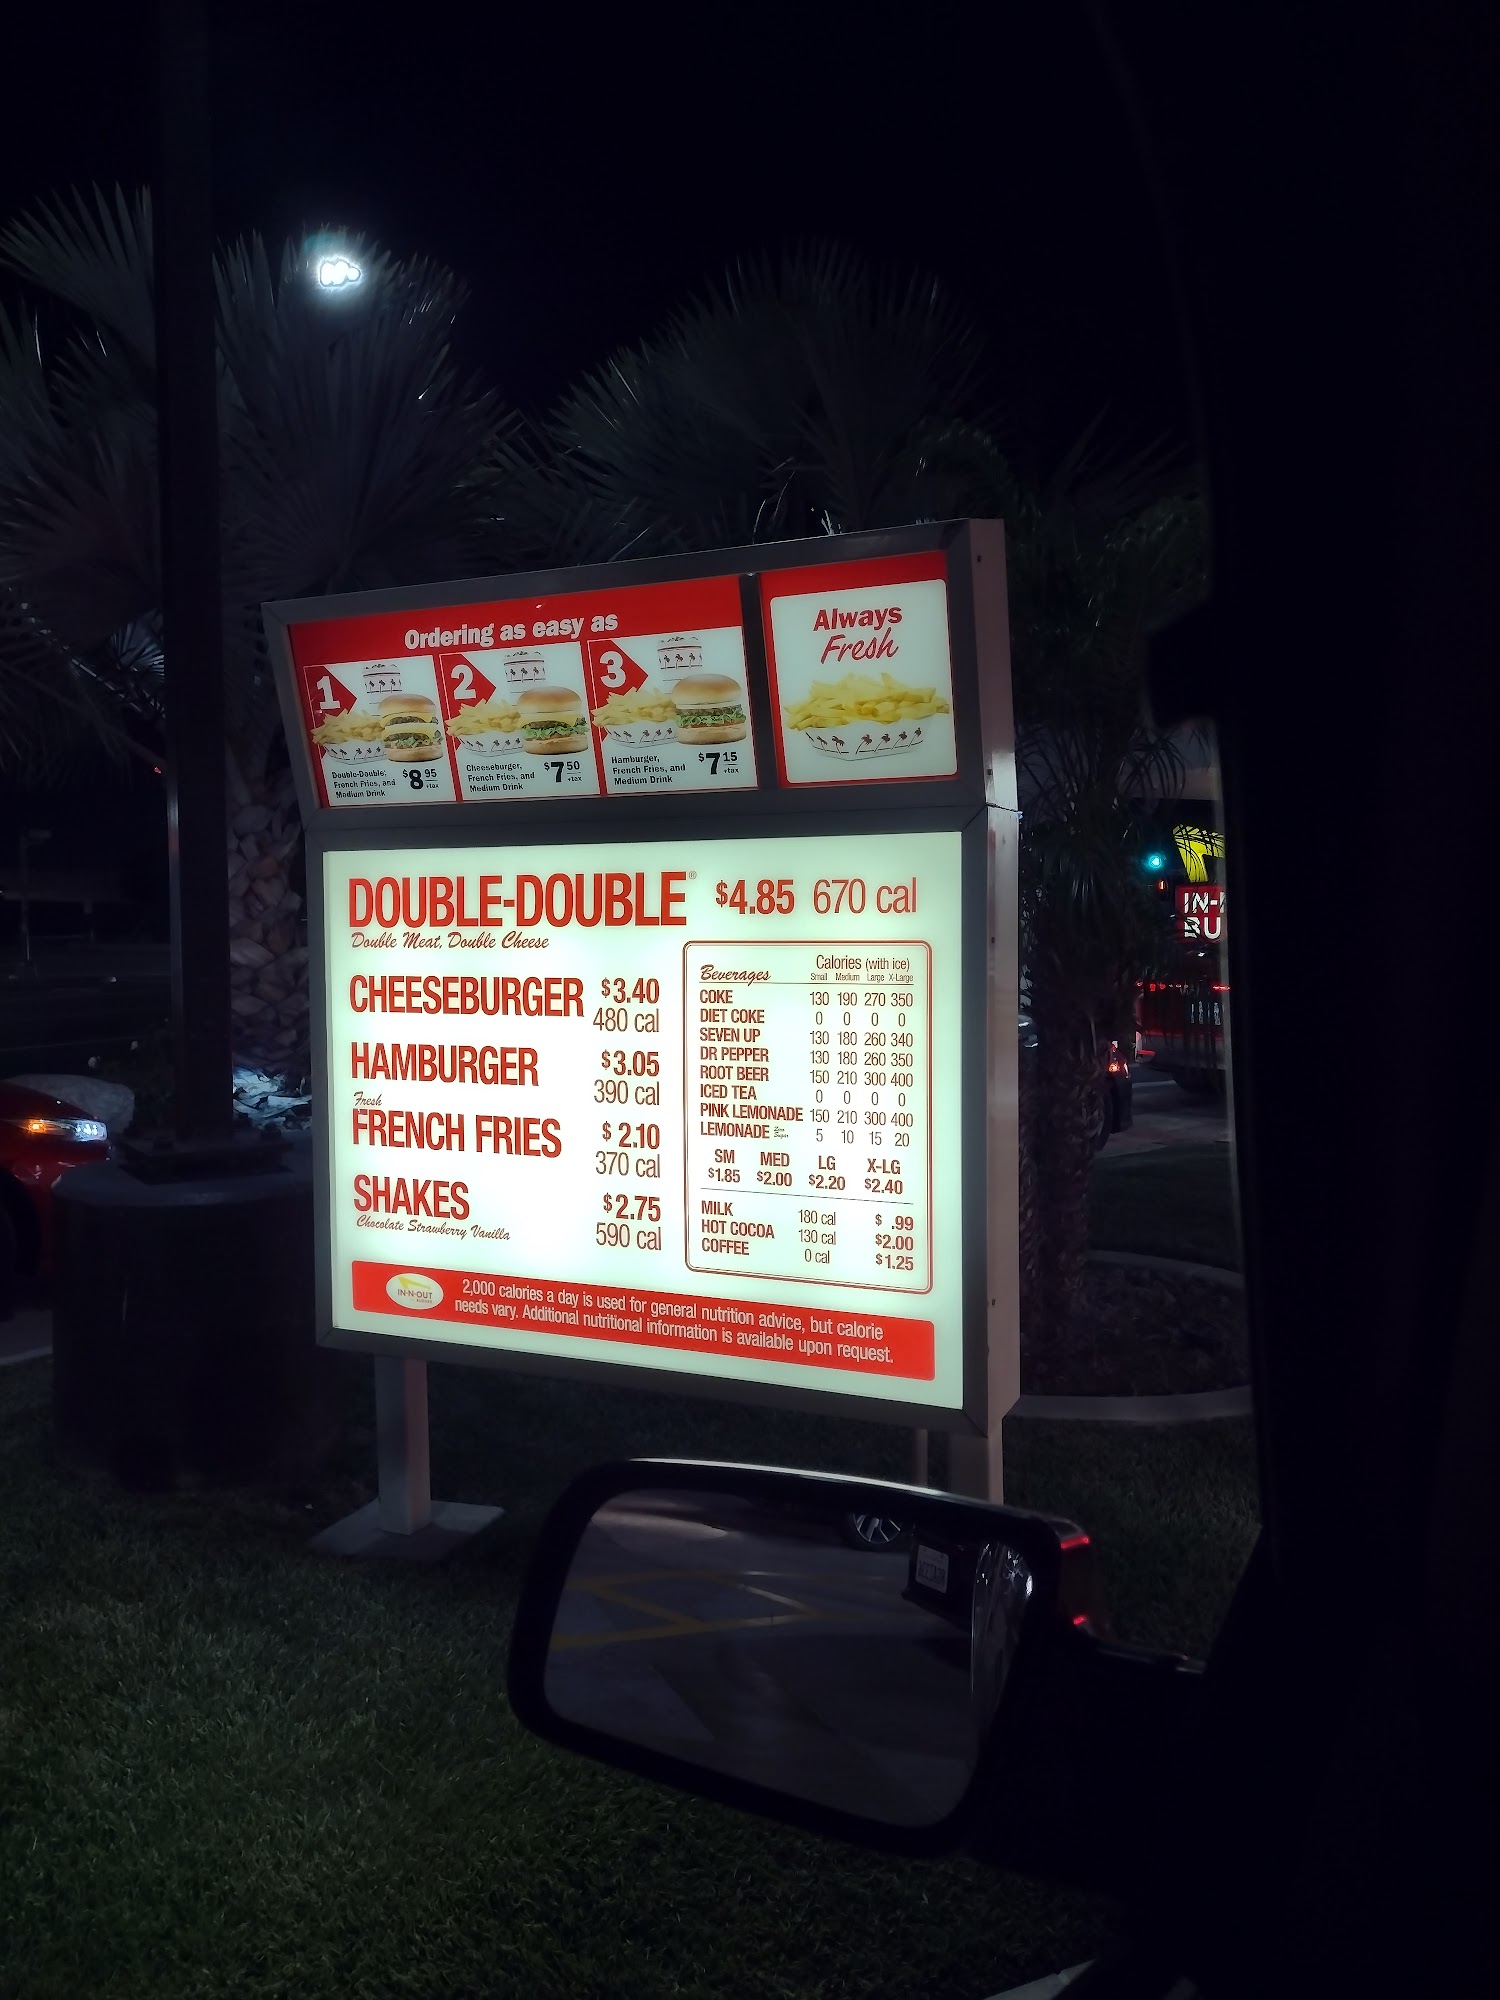 Ordering as easy as
1
Double-Double,
French Fries, and
Medium Drink
$8 95
+tax
2
Cheeseburger,
French Fries, and
Medium Drink
$7 50
+tax
3
Hamburger,
French Fries, and
Medium Drink
$7 15
+tax
Always
Fresh
DOUBLE-DOUBLE® $4.85 670 cal
Double Meat, Double Cheese
CHEESEBURGER $3.40
480 cal
HAMBURGER $3.05
390 cal
Fresh
FRENCH FRIES $2.10
370 cal
SHAKES $2.75
Chocolate Strawberry Vanilla 590 cal
Beverages Calories (with ice)
Small Medium Large X-Large
COKE 130 190 270 350
DIET COKE 0 0 0 0
SEVEN UP 130 180 260 340
DR PEPPER 130 180 260 350
ROOT BEER 150 210 300 400
ICED TEA 0 0 0 0
PINK LEMONADE 150 210 300 400
LEMONADE Zero Sugar 5 10 15 20
SM MED LG X-LG
$1.85 $2.00 $2.20 $2.40
MILK 180 cal $ .99
HOT COCOA 130 cal $2.00
COFFEE 0 cal $1.25
IN-N-OUT
2,000 calories a day is used for general nutrition advice, but calorie
needs vary. Additional nutritional information is available upon request.
IN-
BU